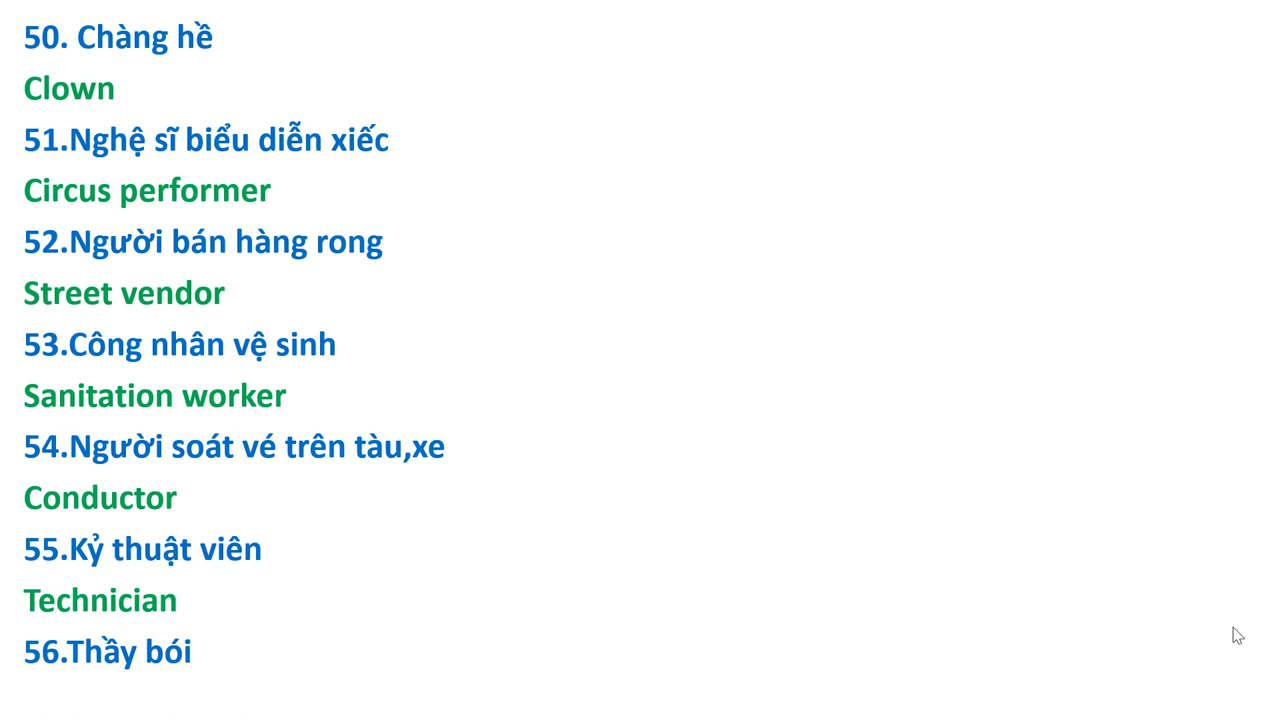 50. Chàng hề
Clown
51.Nghệ sĩ biểu diễn xiếc
Circus performer
52.Người bán hàng rong
Street vendor
53.Công nhân vệ sinh
Sanitation worker
54.Người soát vé trên tàu,xe
Conductor
55.Kỷ thuật viên
Technician
56.Thầy bói